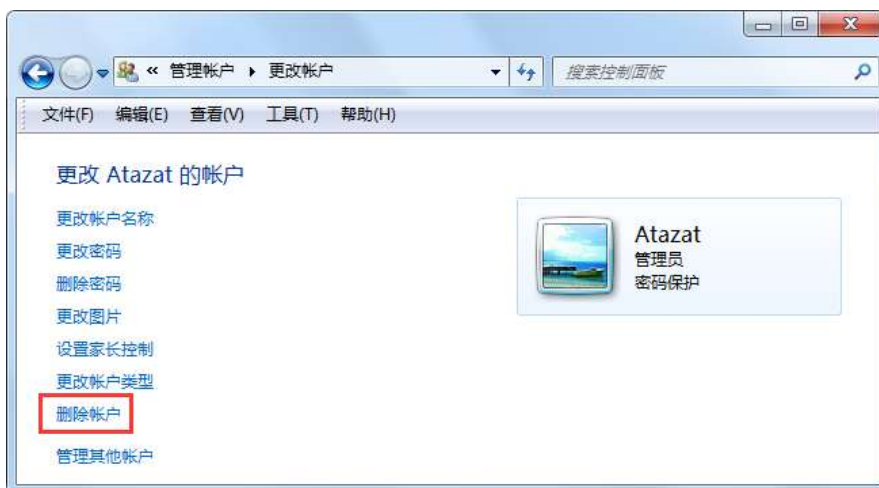 « 管理帐户 ▸ 更改帐户
搜索控制面板
文件(F) 编辑(E) 查看(V) 工具(T) 帮助(H)
更改 Atazat 的帐户
更改帐户名称
更改密码
删除密码
更改图片
设置家长控制
更改帐户类型
删除帐户
管理其他帐户
Atazat
管理员
密码保护